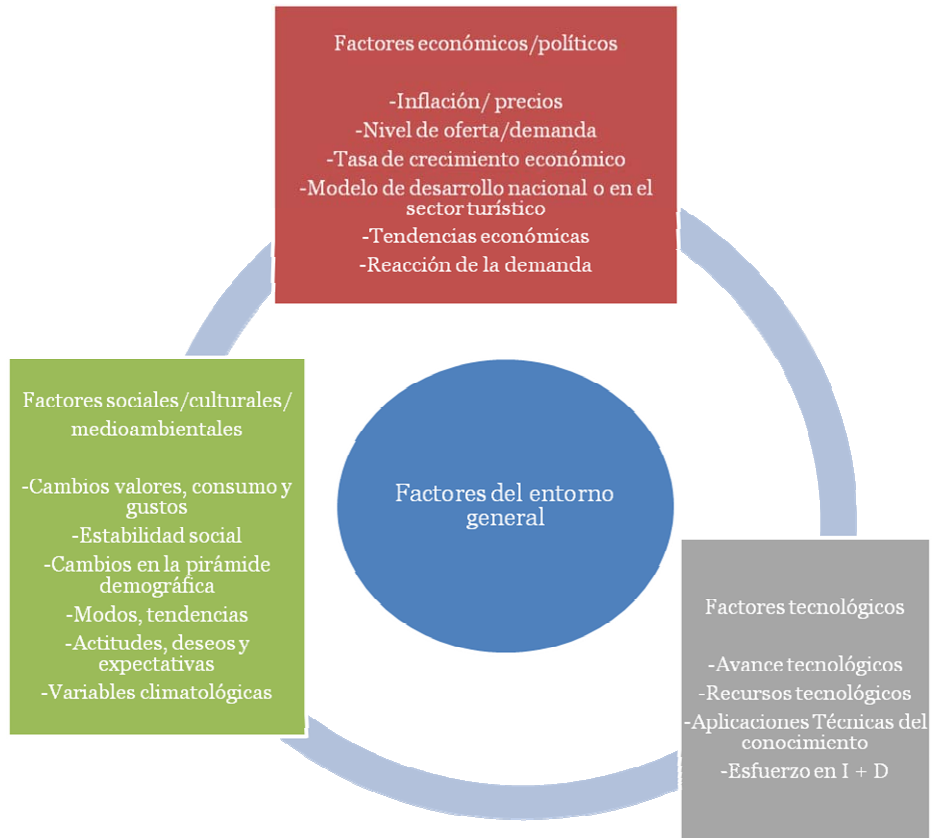 Factores económicos/políticos
-Inflación/ precios
-Nivel de oferta/demanda
-Tasa de crecimiento económico
-Modelo de desarrollo nacional o en el
sector turístico
-Tendencias económicas
-Reacción de la demanda
Factores sociales/culturales/
medioambientales
-Cambios valores, consumo y
gustos
-Estabilidad social
-Cambios en la pirámide
demográfica
-Modos, tendencias
-Actitudes, deseos y
expectativas
-Variables climatológicas
Factores del entorno
general
Factores tecnológicos
-Avance tecnológicos
-Recursos tecnológicos
-Aplicaciones Técnicas del
conocimiento
-Esfuerzo en I + D